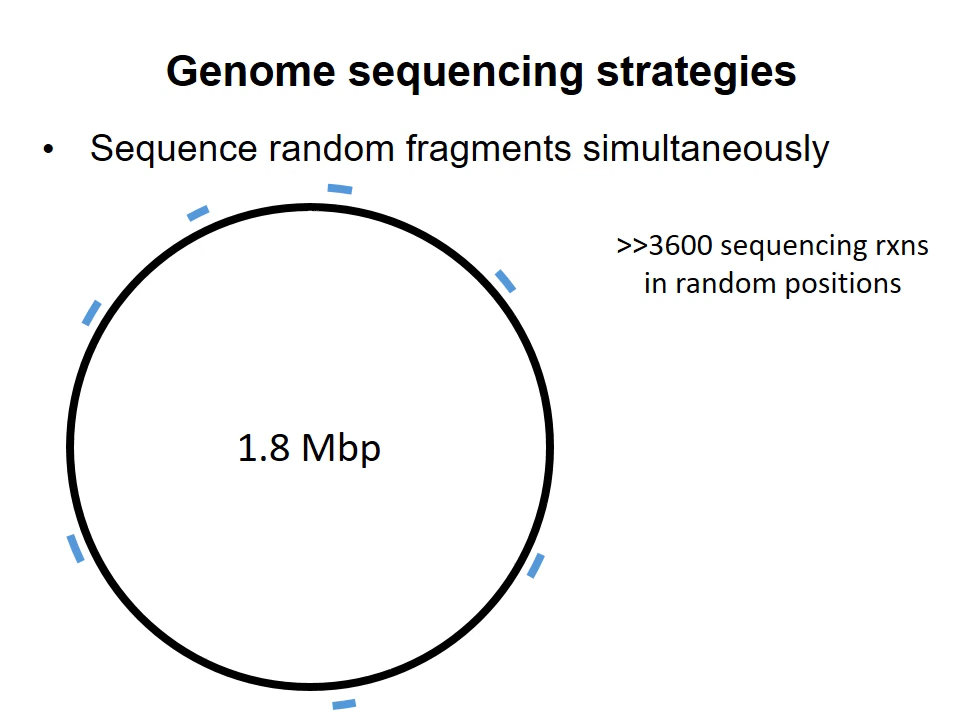 Genome sequencing strategies
• Sequence random fragments simultaneously
>>3600 sequencing rxns
in random positions
1.8 Mbp